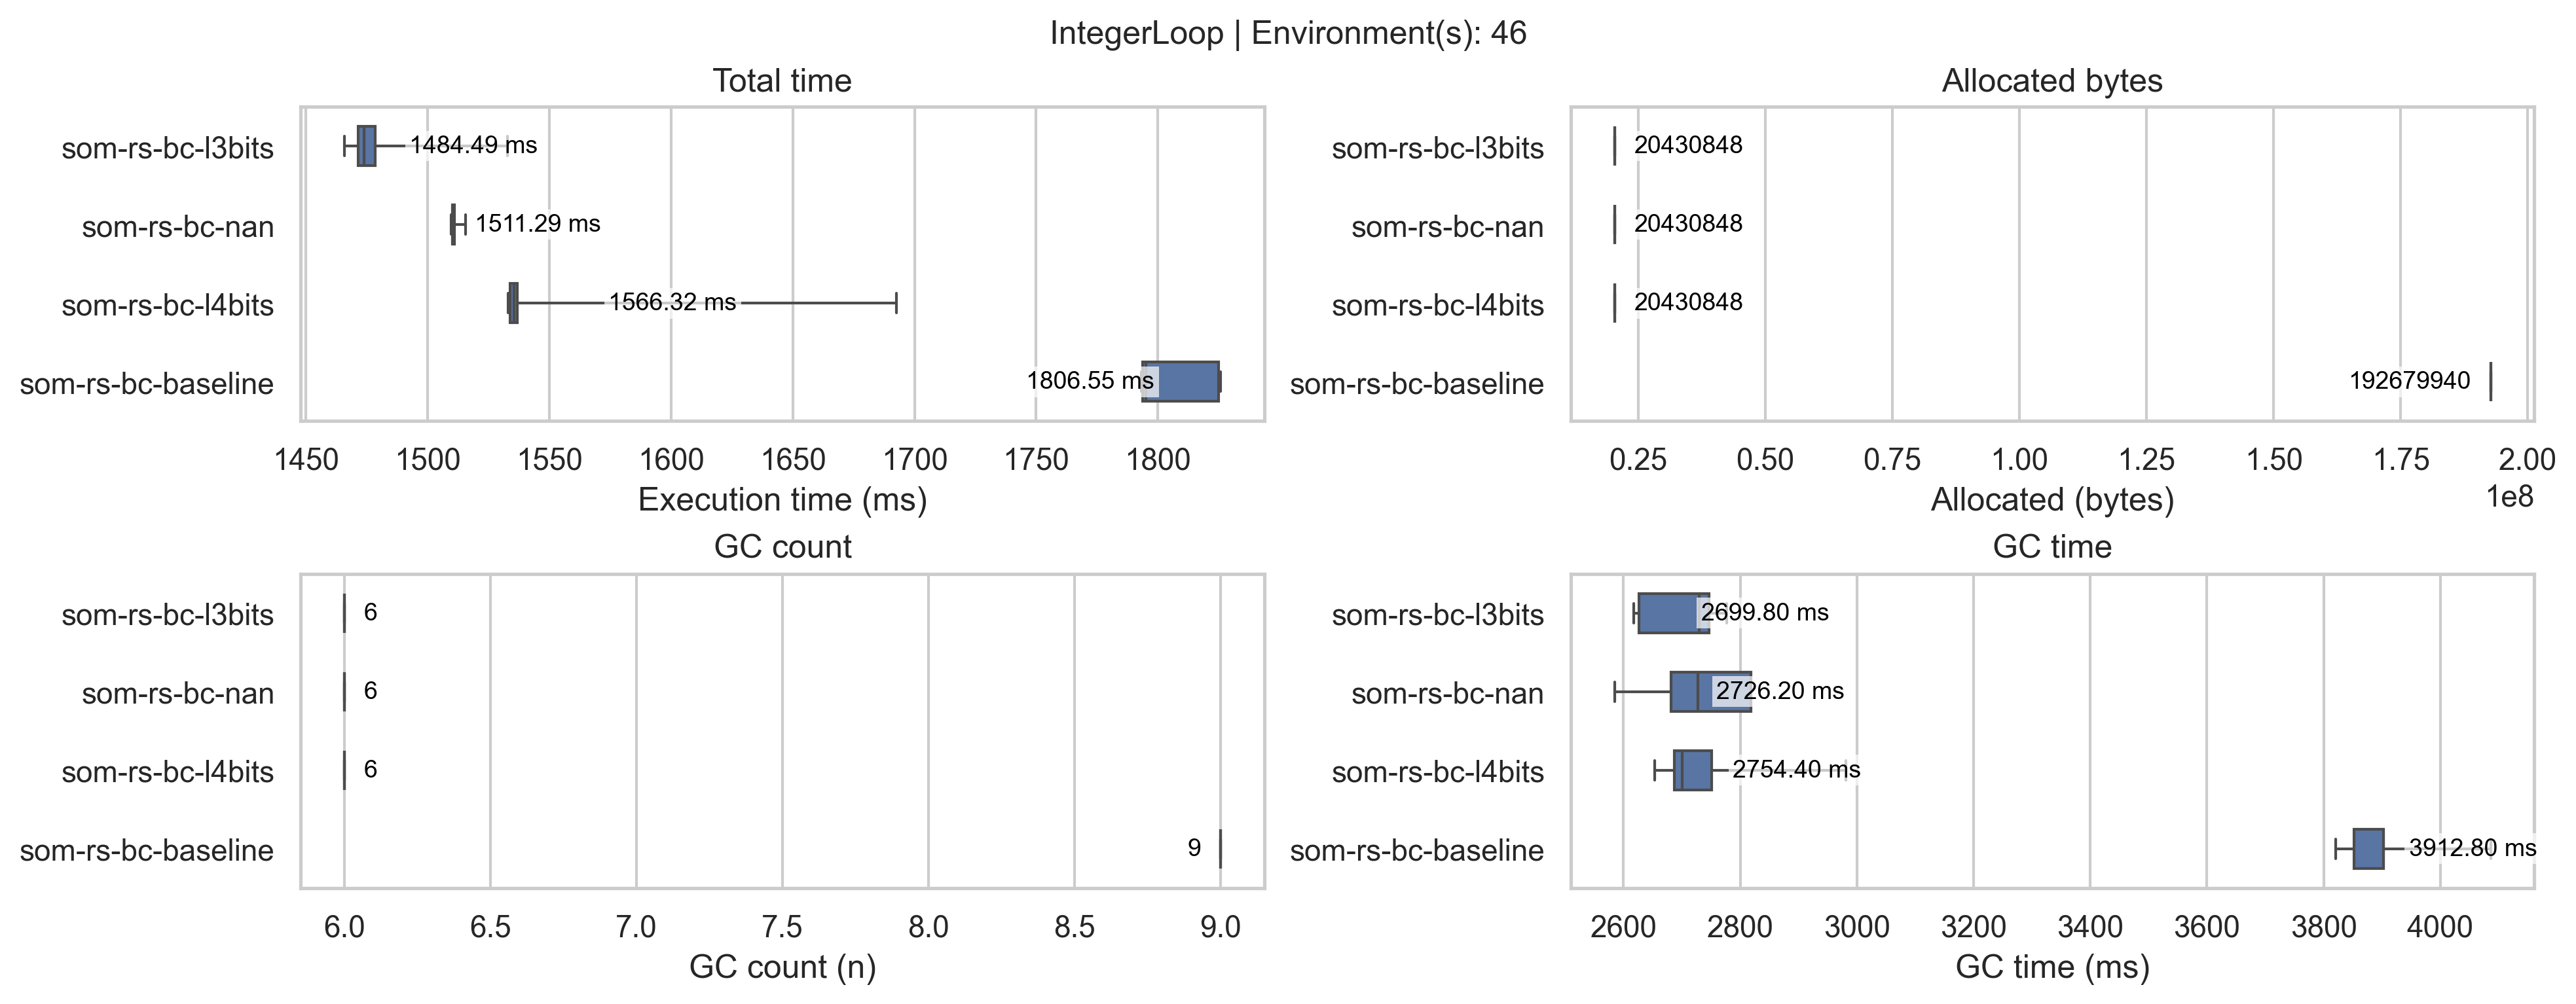 IntegerLoop | Environment(s): 46
Total time
som-rs-bc-l3bits
1484.49 ms
som-rs-bc-nan
1511.29 ms
som-rs-bc-l4bits
1566.32 ms
som-rs-bc-baseline
1806.55 ms
1450 1500 1550 1600 1650 1700 1750 1800
Execution time (ms)
Allocated bytes
som-rs-bc-l3bits
20430848
som-rs-bc-nan
20430848
som-rs-bc-l4bits
20430848
som-rs-bc-baseline
192679940
0.25 0.50 0.75 1.00 1.25 1.50 1.75 2.00
1e8
Allocated (bytes)
GC count
som-rs-bc-l3bits
6
som-rs-bc-nan
6
som-rs-bc-l4bits
6
som-rs-bc-baseline
9
6.0 6.5 7.0 7.5 8.0 8.5 9.0
GC count (n)
GC time
som-rs-bc-l3bits
2699.80 ms
som-rs-bc-nan
2726.20 ms
som-rs-bc-l4bits
2754.40 ms
som-rs-bc-baseline
3912.80 ms
2600 2800 3000 3200 3400 3600 3800 4000
GC time (ms)